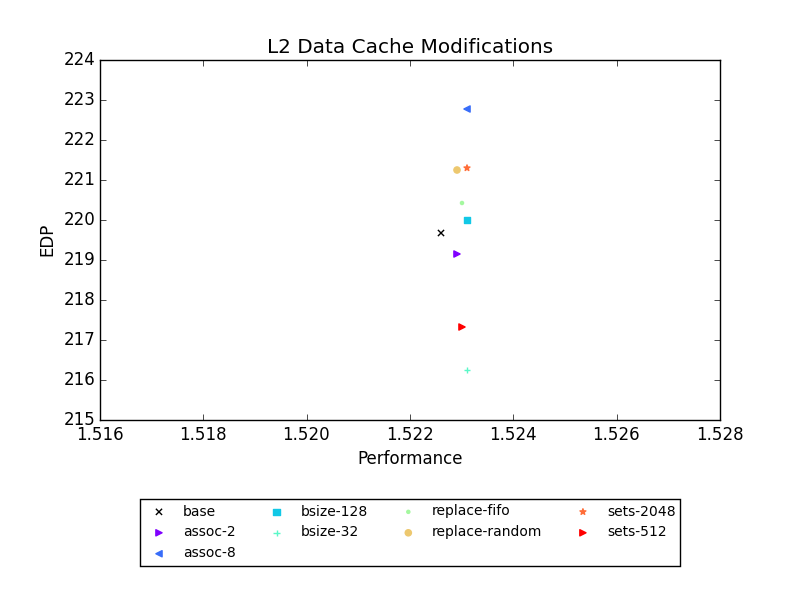 L2 Data Cache Modifications
224
223
222
221
220
219
218
217
216
215
EDP
1.516 1.518 1.520 1.522 1.524 1.526 1.528
Performance
base bsize-128 replace-fifo sets-2048
assoc-2 bsize-32 replace-random sets-512
assoc-8